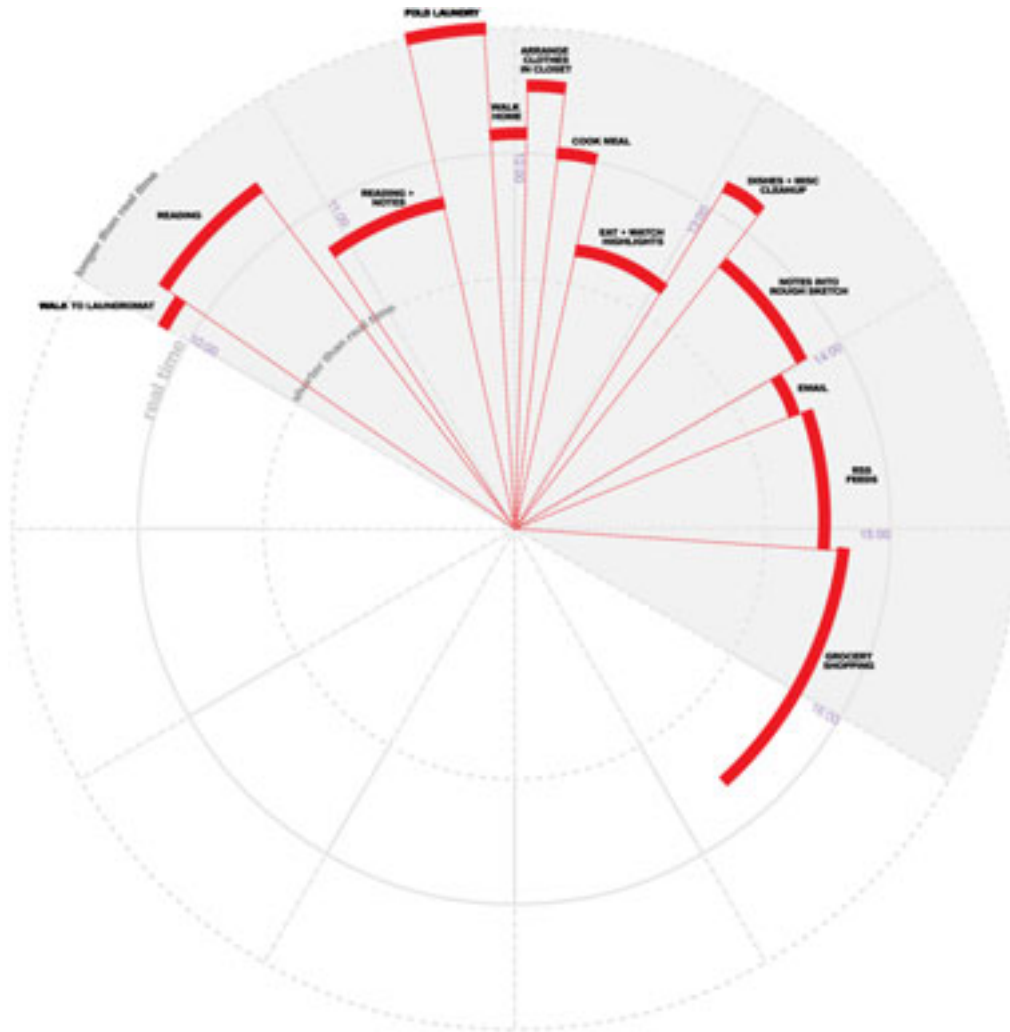 FOLD LAUNDRY
ARRANGE
CLOTHES
IN CLOSET
WALK
HOME
COOK MEAL
12:00
DISHES + MISC
CLEANUP
READING +
NOTES
READING
11:00
13:00
longer than real time
EAT + WATCH
HIGHLIGHTS
NOTES INTO
ROUGH SKETCH
WALK TO LAUNDROMAT
10:00
real time
shorter than real time
14:00
EMAIL
RSS
FEEDS
15:00
GROCERY
SHOPPING
16:00